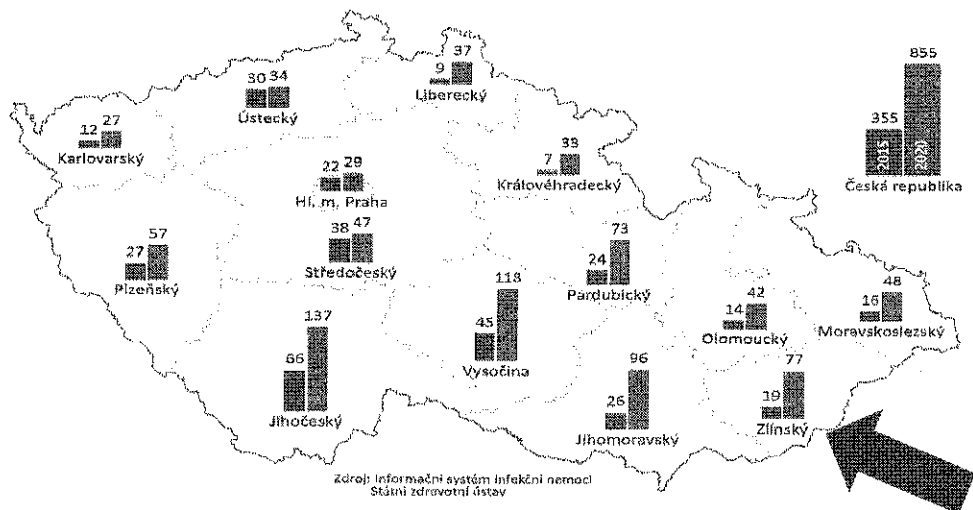 855
9 37
30 34
Liberecký
355
Ústecký
12 27
Karlovarský
2015
2020
7 33
22 29
Královéhradecký
Česká republika
Hl. m. Praha
38 47
27 57
73
24
Středočeský
Plzeňský
Pardubický
48
16
42
14
118
45
Moravskoslezský
Olomoucký
137
66
Vysočina
96
26
77
19
Jihočeský
Zlínský
Jihomoravský
Zdroj: Informační systém infekční nemoci
Státní zdravotní ústav